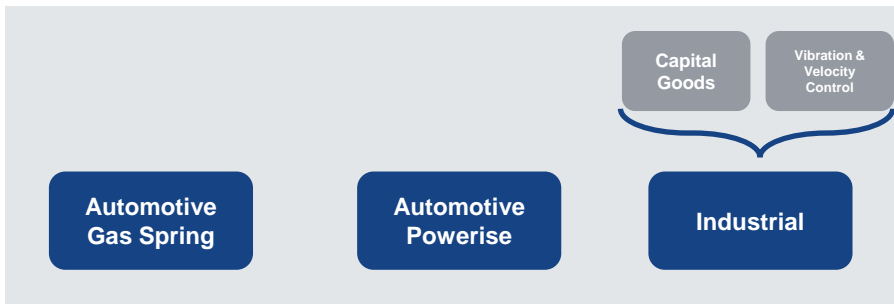 Capital
Goods
Vibration &
Velocity
Control
Automotive
Gas Spring
Automotive
Powerise
Industrial